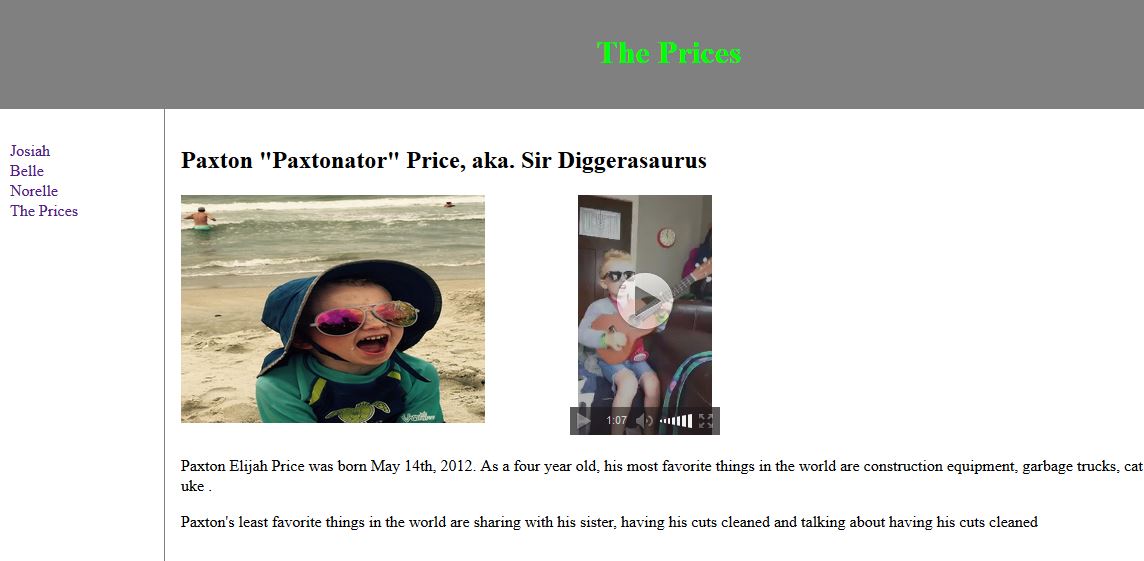 The Prices
Josiah
Belle
Norelle
The Prices
Paxton "Paxtonator" Price, aka. Sir Diggerasaurus
1:07
Paxton Elijah Price was born May 14th, 2012. As a four year old, his most favorite things in the world are construction equipment, garbage trucks, cat
uke .
Paxton's least favorite things in the world are sharing with his sister, having his cuts cleaned and talking about having his cuts cleaned